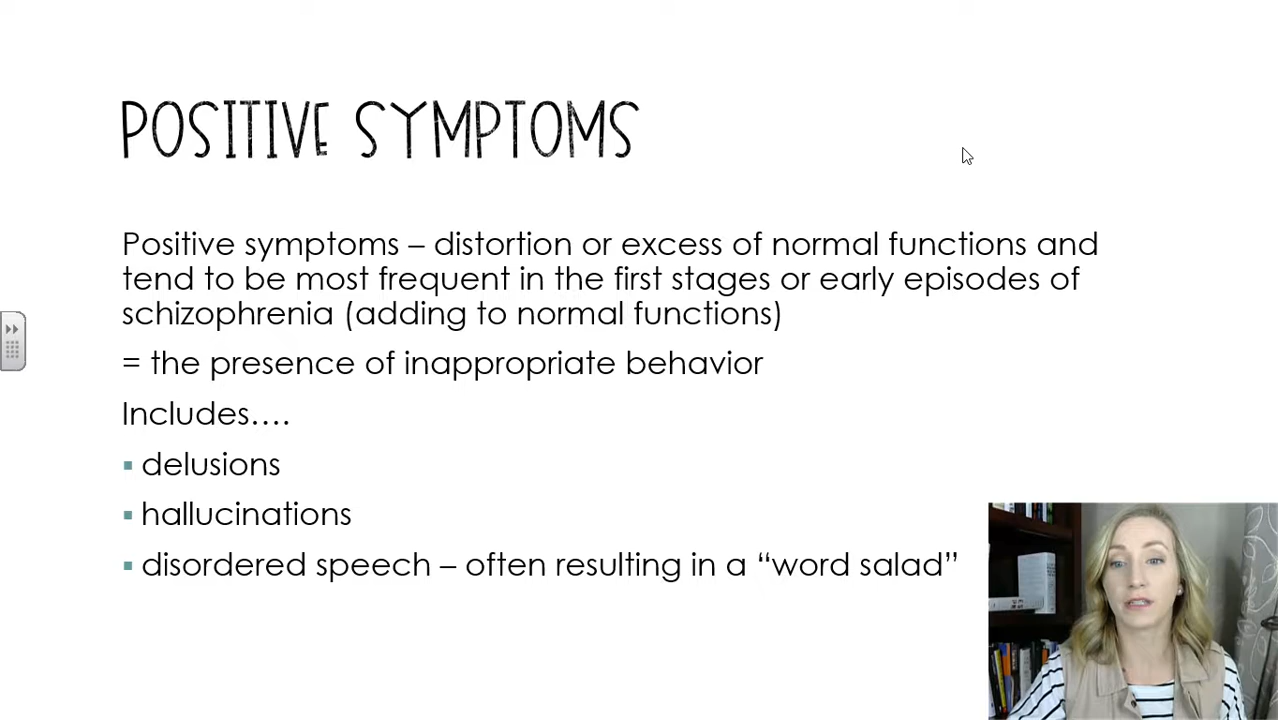 POSITIVE SYMPTOMS
Positive symptoms – distortion or excess of normal functions and
tend to be most frequent in the first stages or early episodes of
schizophrenia (adding to normal functions)
= the presence of inappropriate behavior
Includes….
▪ delusions
▪ hallucinations
▪ disordered speech – often resulting in a “word salad”